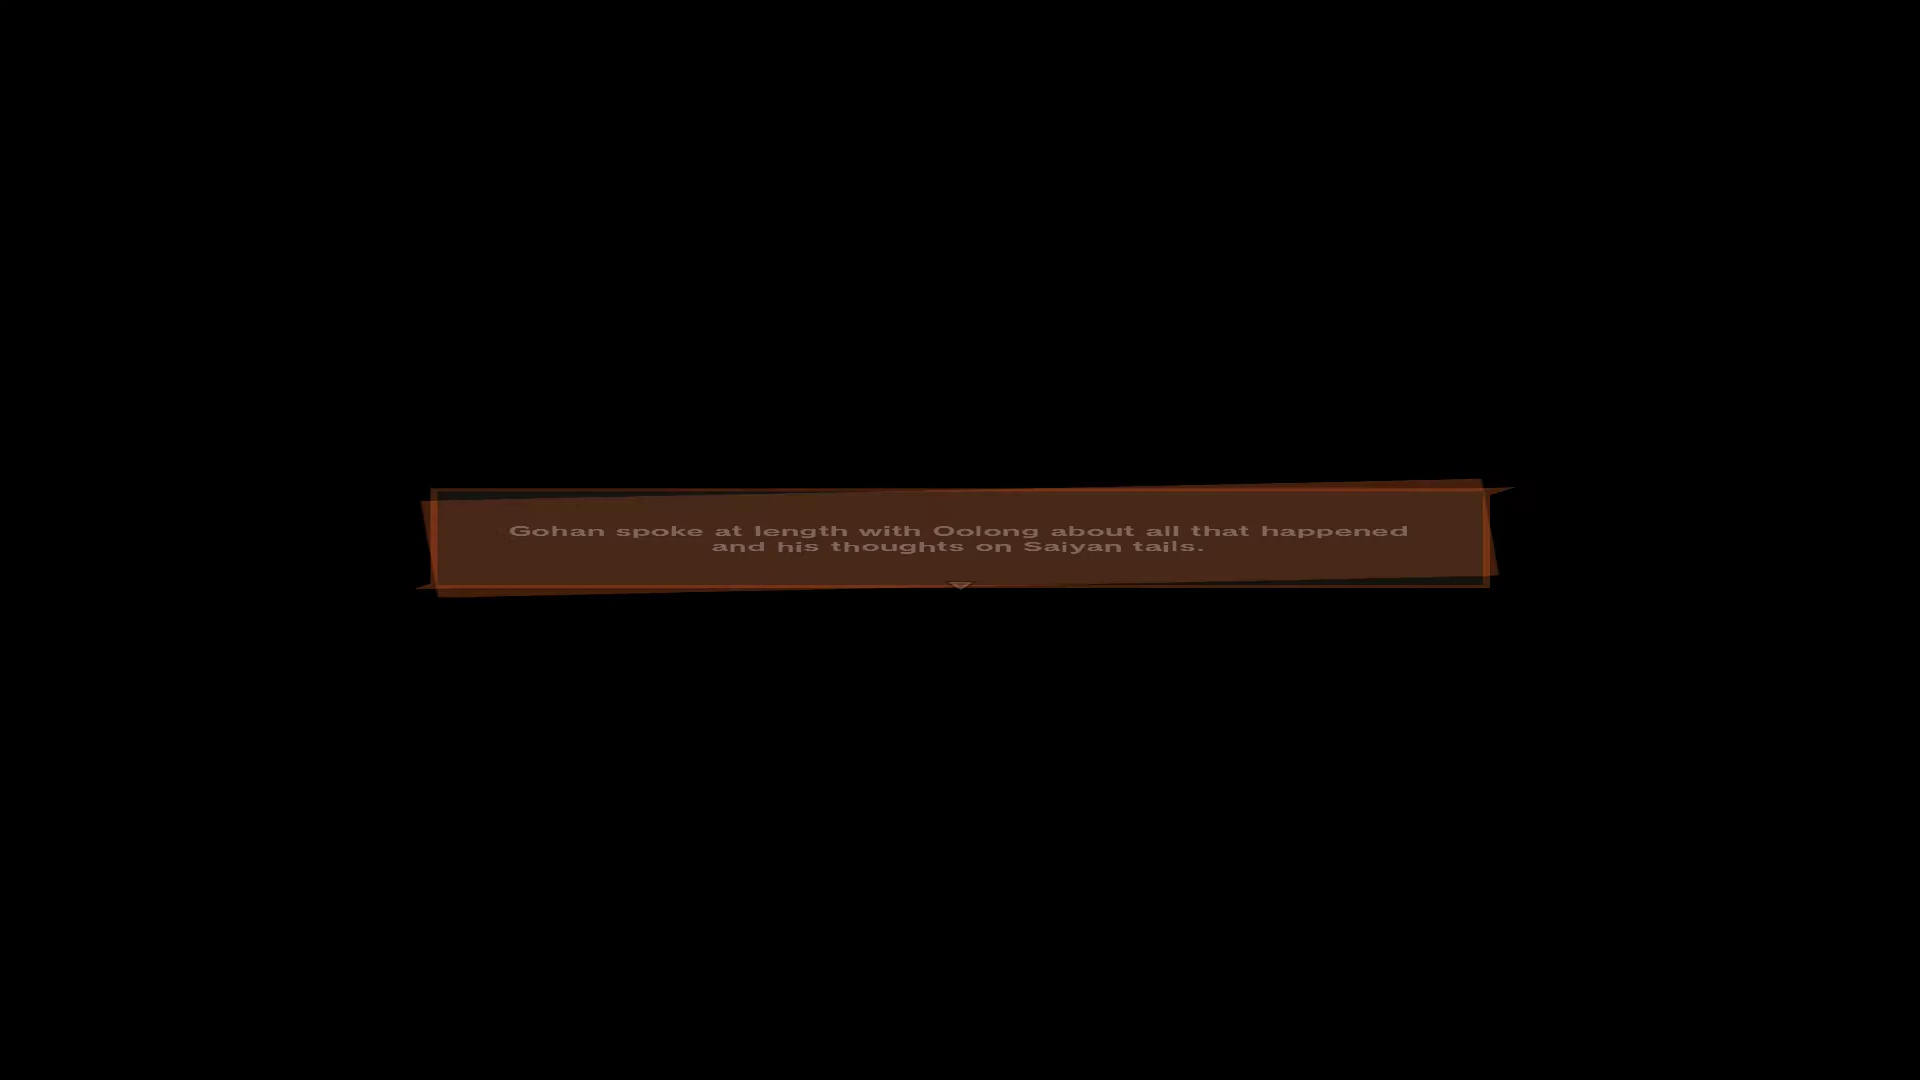 Gohan spoke at length with Oolong about all that happened
and his thoughts on Saiyan tails.